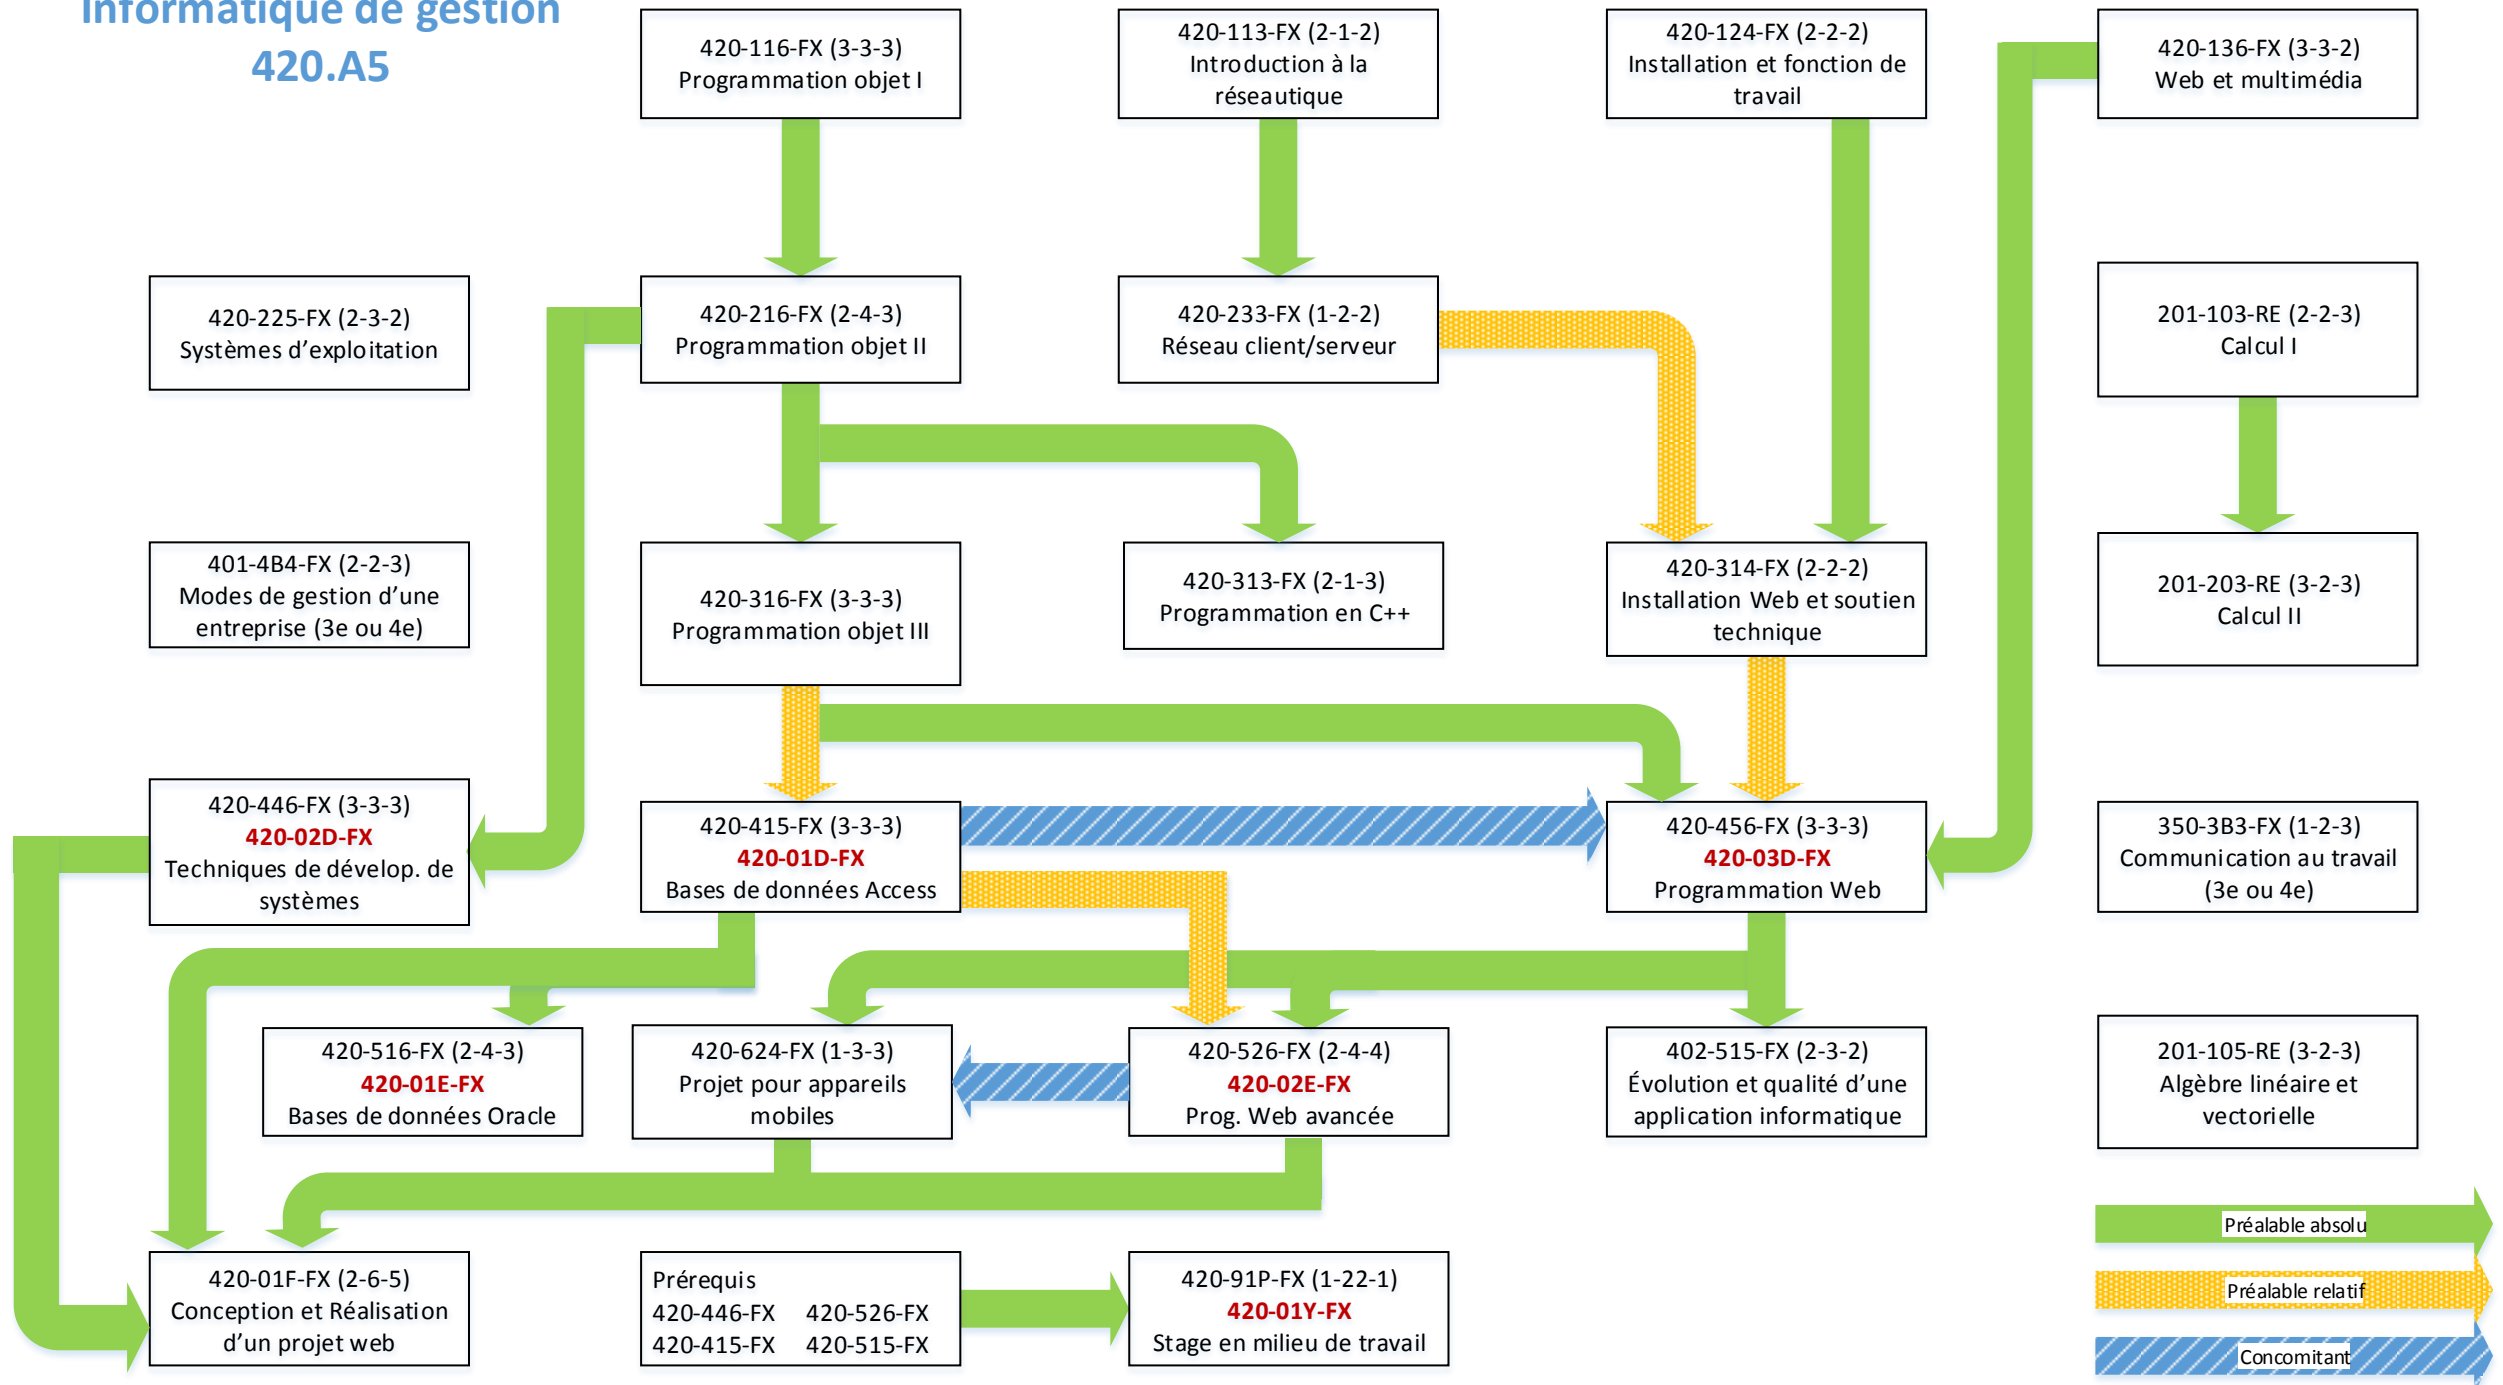 Informatique de gestion
420.A5
420-116-FX (3-3-3)
Programmation objet I
420-113-FX (2-1-2)
Introduction à la
réseautique
420-124-FX (2-2-2)
Installation et fonction de
travail
420-136-FX (3-3-2)
Web et multimédia
420-225-FX (2-3-2)
Systèmes d'exploitation
420-216-FX (2-4-3)
Programmation objet II
420-233-FX (1-2-2)
Réseau client/serveur
201-103-RE (2-2-3)
Calcul I
401-4B4-FX (2-2-3)
Modes de gestion d'une
entreprise (3e ou 4e)
420-316-FX (3-3-3)
Programmation objet III
420-313-FX (2-1-3)
Programmation en C++
420-314-FX (2-2-2)
Installation Web et soutien
technique
201-203-RE (3-2-3)
Calcul II
420-446-FX (3-3-3)
420-02D-FX
Techniques de dévelop. de
systèmes
420-415-FX (3-3-3)
420-01D-FX
Bases de données Access
420-456-FX (3-3-3)
420-03D-FX
Programmation Web
350-3B3-FX (1-2-3)
Communication au travail
(3e ou 4e)
420-516-FX (2-4-3)
420-01E-FX
Bases de données Oracle
420-624-FX (1-3-3)
Projet pour appareils
mobiles
420-526-FX (2-4-4)
420-02E-FX
Prog. Web avancée
402-515-FX (2-3-2)
Évolution et qualité d'une
application informatique
201-105-RE (3-2-3)
Algèbre linéaire et
vectorielle
420-01F-FX (2-6-5)
Conception et Réalisation
d'un projet web
Prérequis
420-446-FX 420-526-FX
420-415-FX 420-515-FX
420-91P-FX (1-22-1)
420-01Y-FX
Stage en milieu de travail
Préalable absolu
Préalable relatif
Concomitant